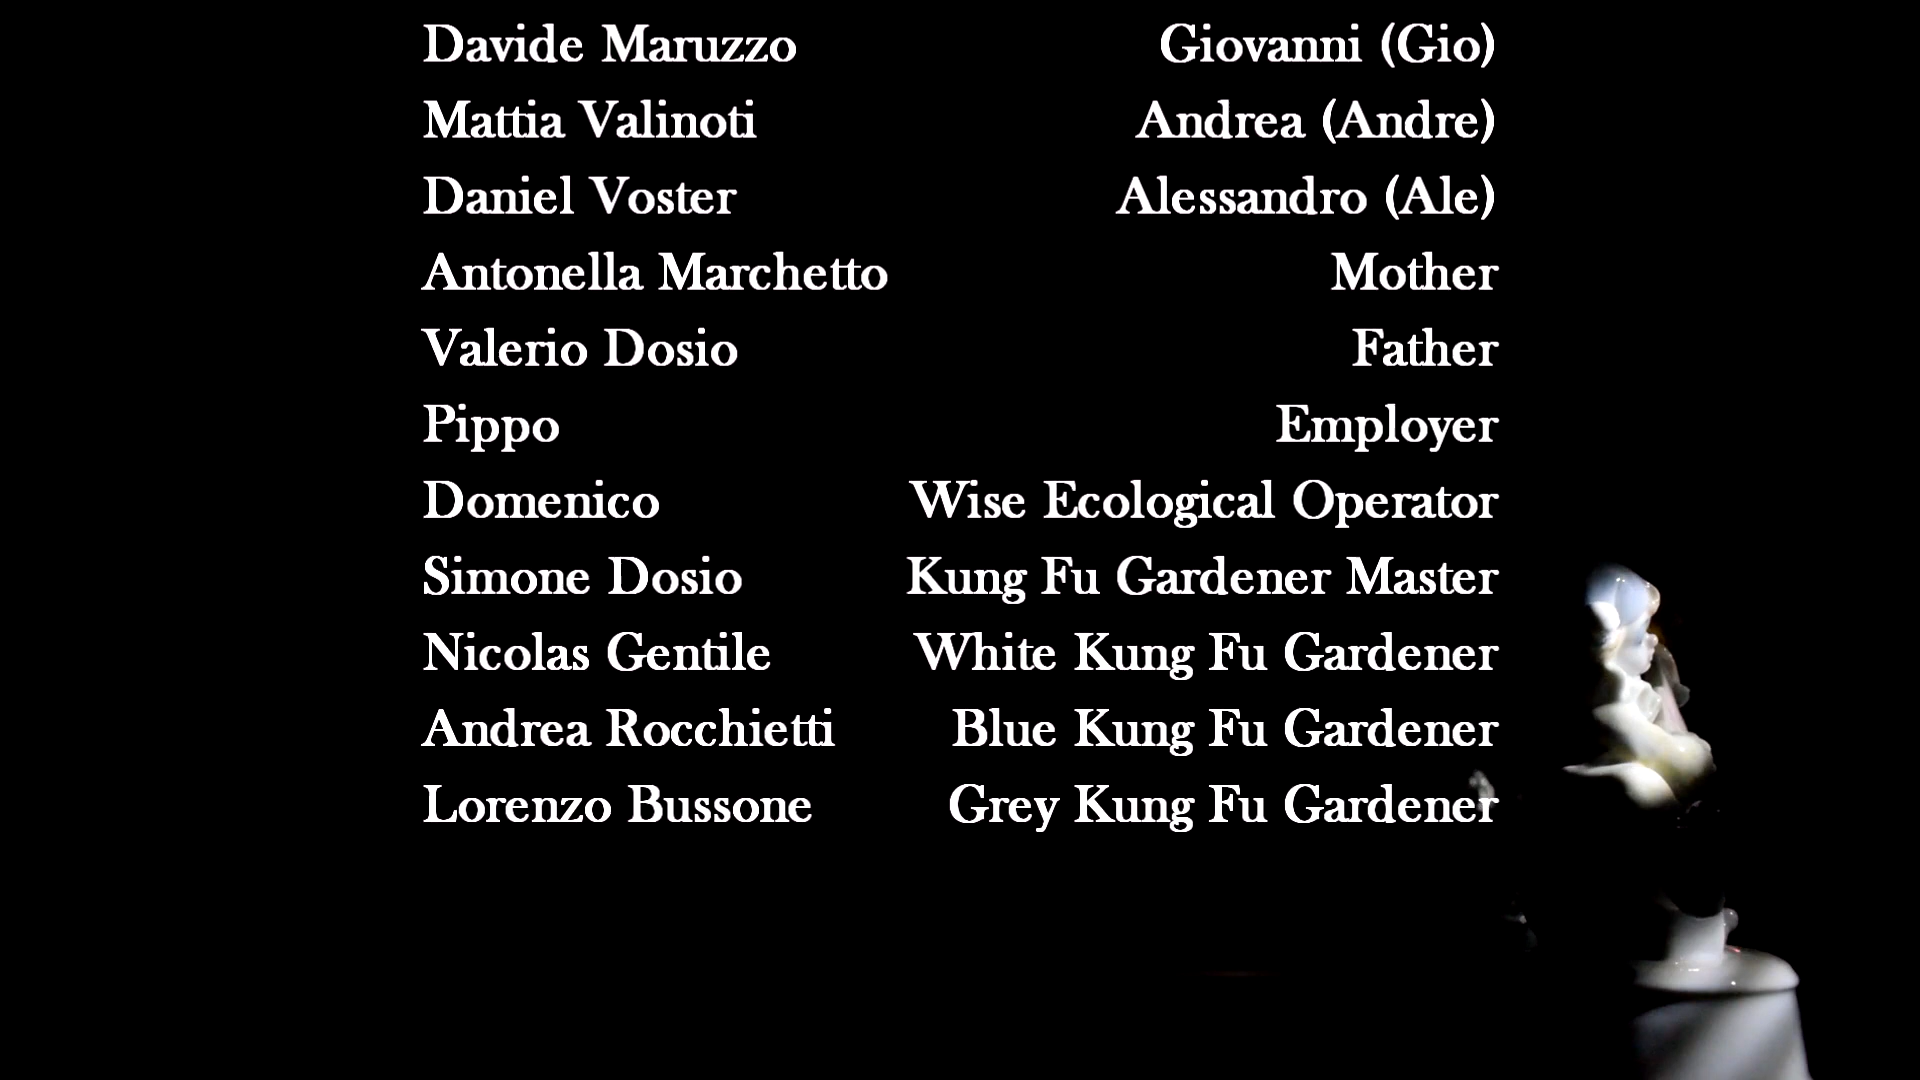 Davide Maruzzo Giovanni (Gio)
Mattia Valinoti Andrea (Andre)
Daniel Voster Alessandro (Ale)
Antonella Marchetto Mother
Valerio Dosio Father
Pippo Employer
Domenico Wise Ecological Operator
Simone Dosio Kung Fu Gardener Master
Nicolas Gentile White Kung Fu Gardener
Andrea Rocchietti Blue Kung Fu Gardener
Lorenzo Bussone Grey Kung Fu Gardener